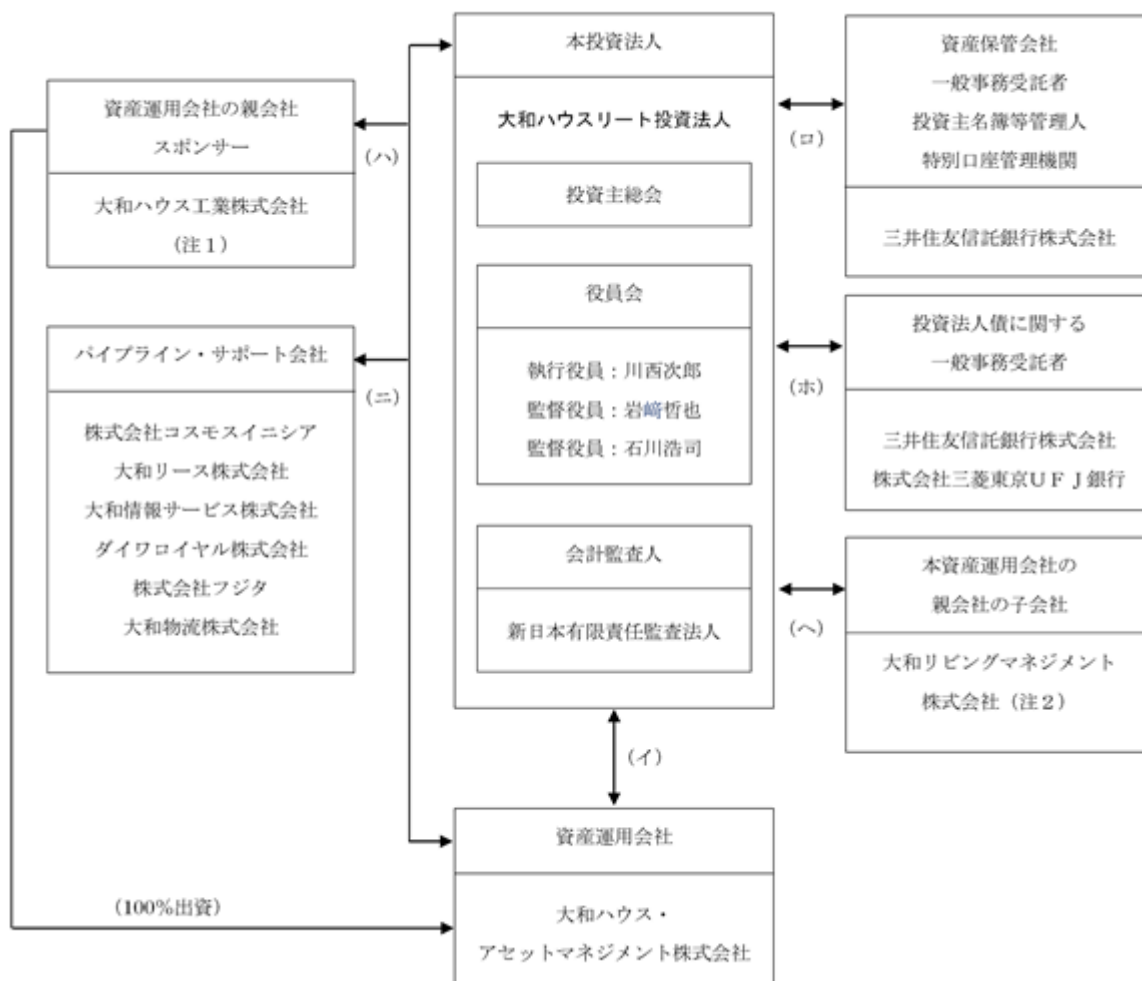 本投資法人
大和ハウスリート投資法人
投資主総会
役員会
執行役員：川西次郎
監督役員：岩﨑哲也
監督役員：石川浩司
会計監査人
新日本有限責任監査法人
資産運用会社の親会社
スポンサー
大和ハウス工業株式会社
（注１）
（ハ）
パイプライン・サポート会社
株式会社コスモスイニシア
大和リース株式会社
大和情報サービス株式会社
ダイワロイヤル株式会社
株式会社フジタ
大和物流株式会社
（ニ）
資産保管会社
一般事務受託者
投資主名簿等管理人
特別口座管理機関
三井住友信託銀行株式会社
（ロ）
投資法人債に関する
一般事務受託者
三井住友信託銀行株式会社
株式会社三菱東京ＵＦＪ銀行
（ホ）
本資産運用会社の
親会社の子会社
大和リビングマネジメント
株式会社（注２）
（ヘ）
（イ）
資産運用会社
大和ハウス・
アセットマネジメント株式会社
（100％出資）